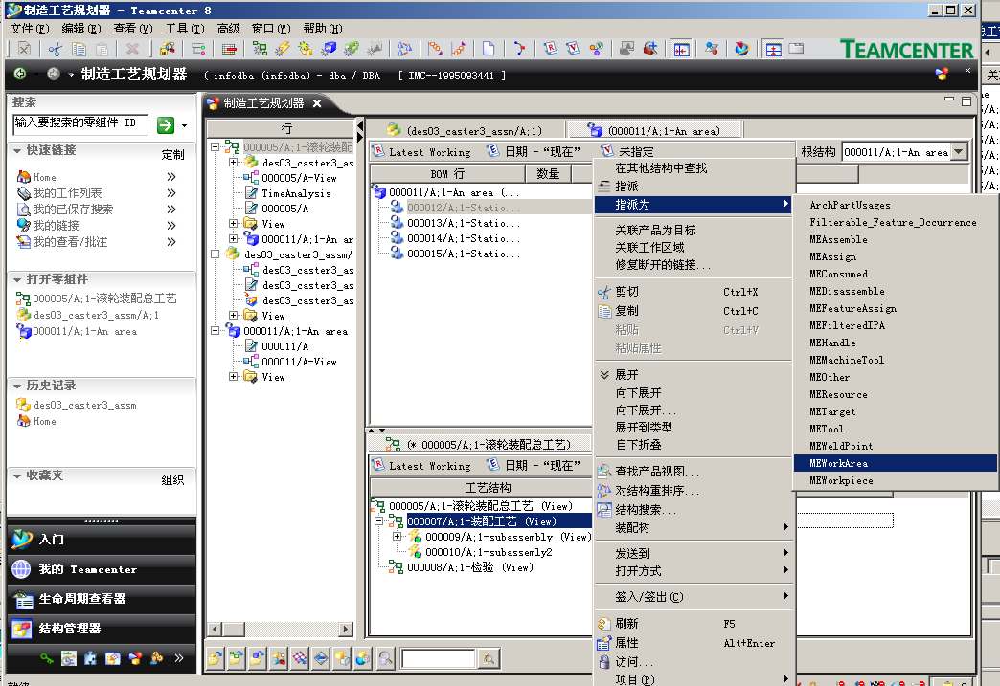 制造工艺规划器 - Teamcenter 8
文件(F) 编辑(E) 查看(V) 工具(T) 高级 窗口(W) 帮助(H)
TEAMCENTER
制造工艺规划器 ( infodba (infodba) - dba / DBA [ IMC--1995093441 ]
搜索
输入要搜索的零组件 ID
快速链接 定制
Home
我的工作列表
我的已保存搜索
我的链接
我的查看/批注
打开零组件
000005/A;1-滚轮装配总工艺
des03_caster3_assm/A;1
000011/A;1-An area
历史记录
des03_caster3_assm
Home
收藏夹 组织
入门
我的 Teamcenter
生命周期查看器
结构管理器
制造工艺规划器
行
000005/A;1-滚轮装配
des03_caster3_as
000005/A-View
TimeAnalysis
000005/A
View
000011/A;1-An ar
des03_caster3_assm/
des03_caster3_as
des03_caster3_as
des03_caster3_as
View
000011/A;1-An area
000011/A
000011/A-View
View
(des03_caster3_assm/A;1)
(000011/A;1-An area)
Latest Working 日期 - “现在” 未指定
根结构 000011/A;1-An area
BOM 行 数量
000011/A;1-An area (...
000012/A;1-Statio...
000013/A;1-Statio...
000014/A;1-Statio...
000015/A;1-Statio...
(* 000005/A;1-滚轮装配总工艺)
Latest Working 日期 - “现在”
工艺结构
000005/A;1-滚轮装配总工艺 (View)
000007/A;1-装配工艺 (View)
000009/A;1-subassembly (View)
000010/A;1-subassemly2
000008/A;1-检验 (View)
在其他结构中查找
指派
指派为
关联产品为目标
关联工作区域
修复断开的链接...
剪切 Ctrl+X
复制 Ctrl+C
粘贴 Ctrl+V
粘贴属性
展开
向下展开
向下展开...
展开到类型
自下折叠
查找产品视图...
对结构重排序...
结构搜索...
装配树
发送到
打开方式
签入/签出(C)
刷新 F5
属性 Alt+Enter
访问...
项目(P)
ArchPartUsages
Filterable_Feature_Occurrence
MEAssemble
MEAssign
MEConsumed
MEDisassemble
MEFeatureAssign
MEFilteredIPA
MEHandle
MEMachineTool
MEOther
MEResource
METarget
METool
MEWeldPoint
MEWorkArea
MEWorkpiece